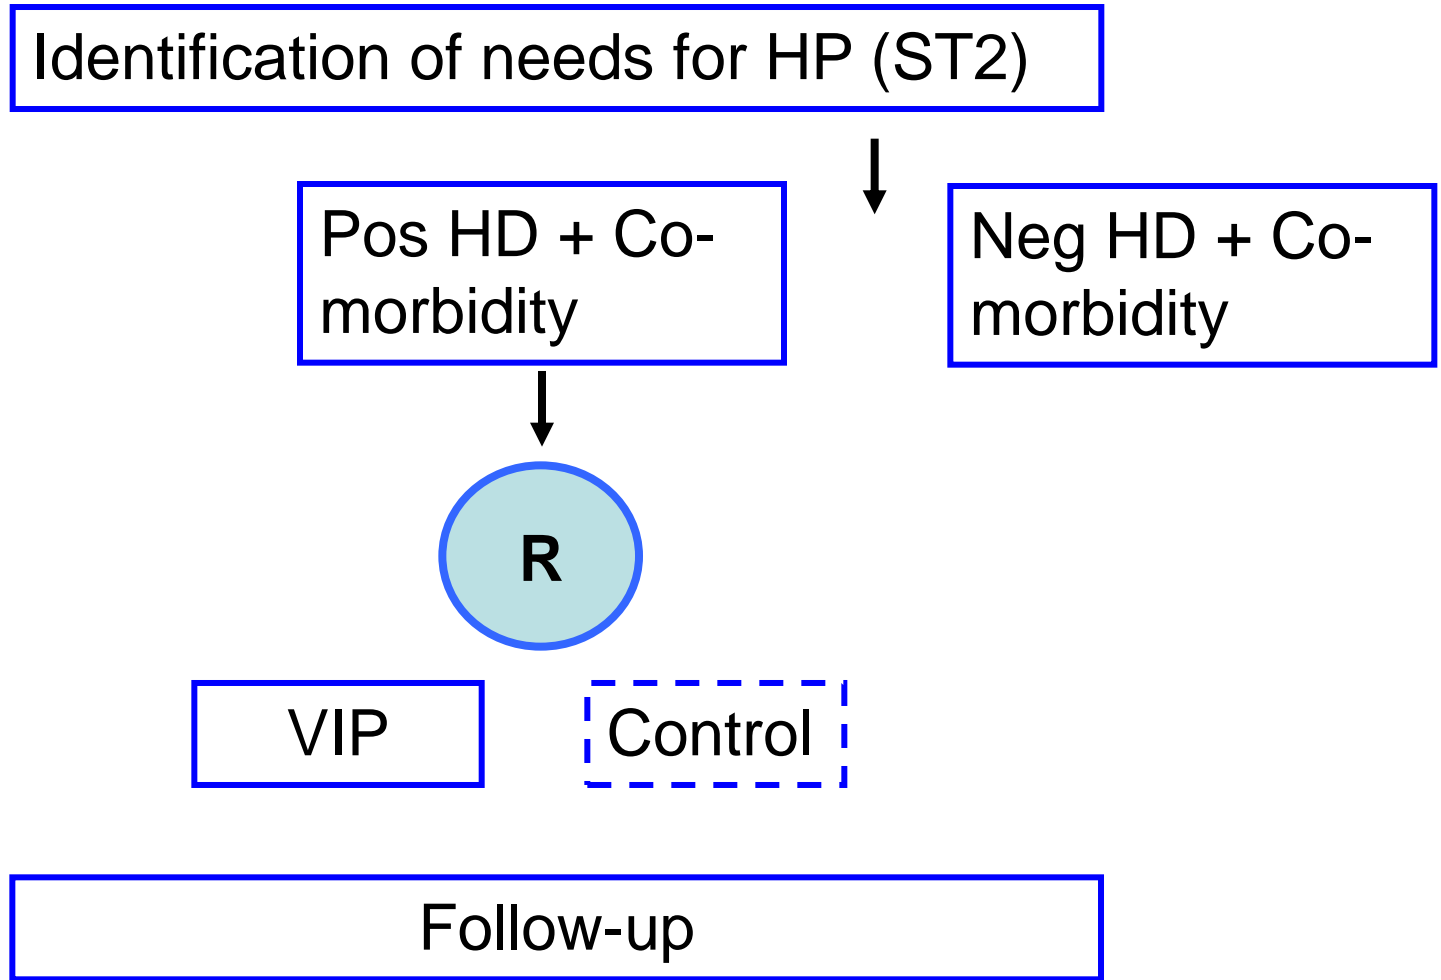 Identification of needs for HP (ST2)
Pos HD + Co-
morbidity
Neg HD + Co-
morbidity
R
VIP
Control
Follow-up